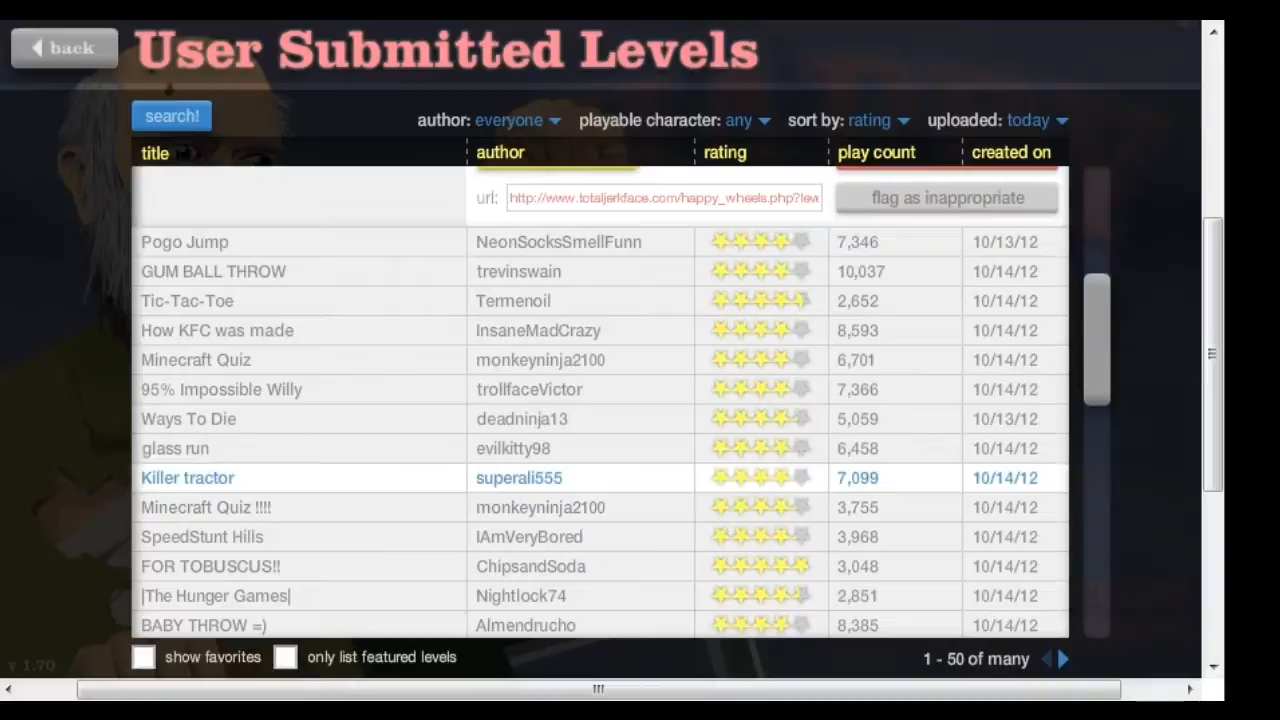 back
User Submitted Levels
search!
author: everyone playable character: any sort by: rating uploaded: today
title author rating play count created on
url: http://www.totaljerkface.com/happy_wheels.php?lev flag as inappropriate
Pogo Jump NeonSocksSmellFunn 7,346 10/13/12
GUM BALL THROW trevinswain 10,037 10/14/12
Tic-Tac-Toe Termenoil 2,652 10/14/12
How KFC was made InsaneMadCrazy 8,593 10/14/12
Minecraft Quiz monkeyninja2100 6,701 10/14/12
95% Impossible Willy trollfaceVictor 7,366 10/14/12
Ways To Die deadninja13 5,059 10/13/12
glass run evilkitty98 6,458 10/14/12
Killer tractor superali555 7,099 10/14/12
Minecraft Quiz !!!! monkeyninja2100 3,755 10/14/12
SpeedStunt Hills IAmVeryBored 3,968 10/14/12
FOR TOBUSCUS!! ChipsandSoda 3,048 10/14/12
|The Hunger Games| Nightlock74 2,851 10/14/12
BABY THROW =) Almendrucho 8,385 10/14/12
show favorites only list featured levels 1 - 50 of many
v 1.70